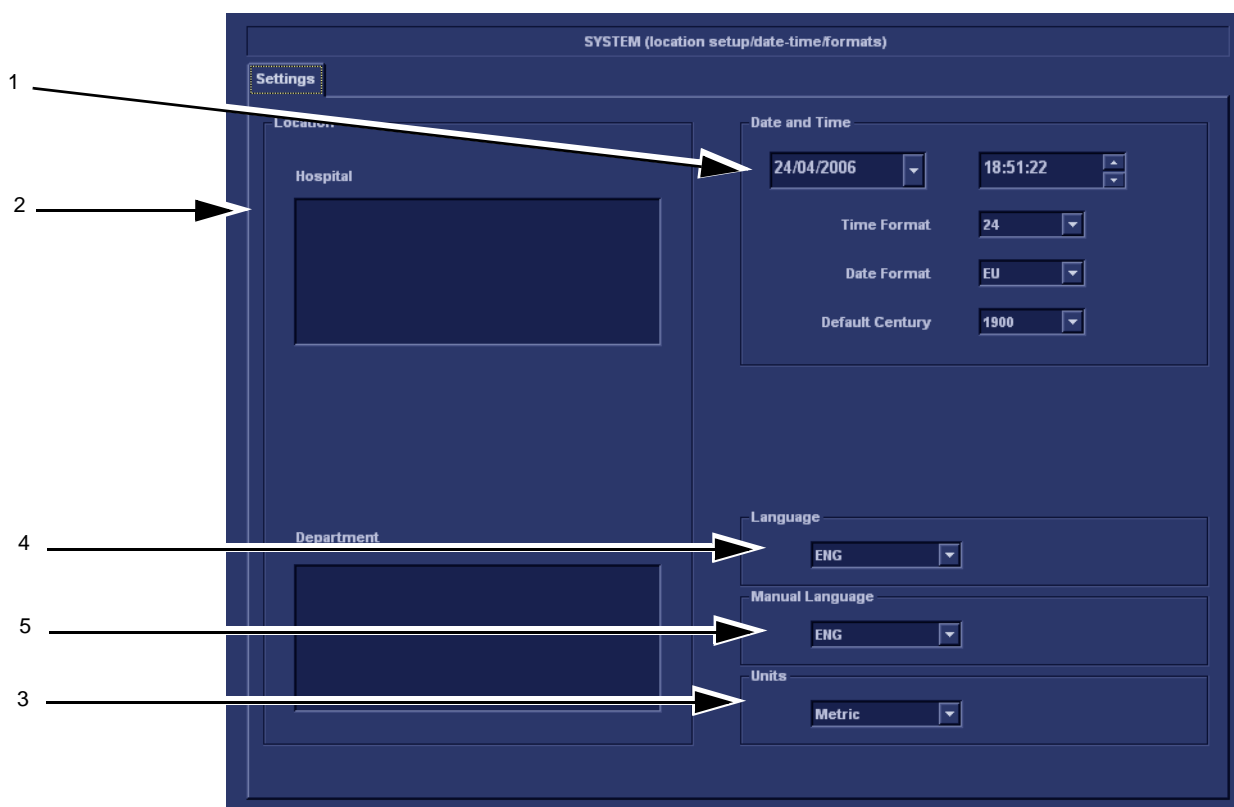 SYSTEM (location setup/date-time/formats)
Settings
1
Location
Date and Time
24/04/2006
18:51:22
Hospital
2
Time Format
24
Date Format
EU
Default Century
1900
Language
4
Department
ENG
Manual Language
5
ENG
Units
3
Metric